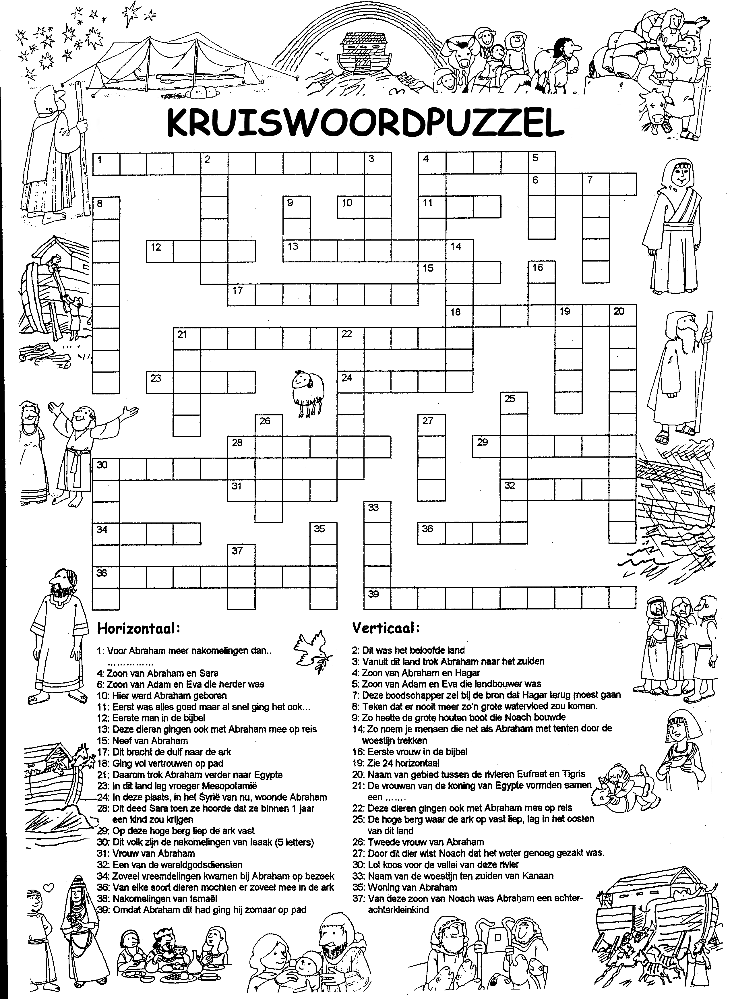 KRUISWOORDPUZZEL
1 2 3 4 5
6 7
8 9 10 11
12 13 14
15 16
17
18 19 20
21 22
23 24
25
26 27
28 29
30
31 32
33
34 35 36
37
38
39
Horizontaal:
1: Voor Abraham meer nakomelingen dan..
……………
4: Zoon van Abraham en Sara
6: Zoon van Adam en Eva die herder was
10: Hier werd Abraham geboren
11: Eerst was alles goed maar al snel ging het ook...
12: Eerste man in de bijbel
13: Deze dieren gingen ook met Abraham mee op reis
15: Neef van Abraham
17: Dit bracht de duif naar de ark
18: Ging vol vertrouwen op pad
21: Daarom trok Abraham verder naar Egypte
23: In dit land lag vroeger Mesopotamië
24: In deze plaats, in het Syrië van nu, woonde Abraham
28: Dit deed Sara toen ze hoorde dat ze binnen 1 jaar
een kind zou krijgen
29: Op deze hoge berg liep de ark vast
30: Dit volk zijn de nakomelingen van Isaak (5 letters)
31: Vrouw van Abraham
32: Een van de wereldgodsdiensten
34: Zoveel vreemdelingen kwamen bij Abraham op bezoek
36: Van elke soort dieren mochten er zoveel mee in de ark
38: Nakomelingen van Ismaël
39: Omdat Abraham dit had ging hij zomaar op pad
Verticaal:
2: Dit was het beloofde land
3: Vanuit dit land trok Abraham naar het zuiden
4: Zoon van Abraham en Hagar
5: Zoon van Adam en Eva die landbouwer was
7: Deze boodschapper zei bij de bron dat Hagar terug moest gaan
8: Teken dat er nooit meer zo'n grote watervloed zou komen.
9: Zo heette de grote houten boot die Noach bouwde
14: Zo noem je mensen die net als Abraham met tenten door de
woestijn trekken
16: Eerste vrouw in de bijbel
19: Zie 24 horizontaal
20: Naam van gebied tussen de rivieren Eufraat en Tigris
21: De vrouwen van de koning van Egypte vormden samen
een .......
22: Deze dieren gingen ook met Abraham mee op reis
25: De hoge berg waar de ark op vast liep, lag in het oosten
van dit land
26: Tweede vrouw van Abraham
27: Door dit dier wist Noach dat het water genoeg gezakt was.
30: Lot koos voor de vallei van deze rivier
33: Naam van de woestijn ten zuiden van Kanaan
35: Woning van Abraham
37: Van deze zoon van Noach was Abraham een achter-
achterkleinkind